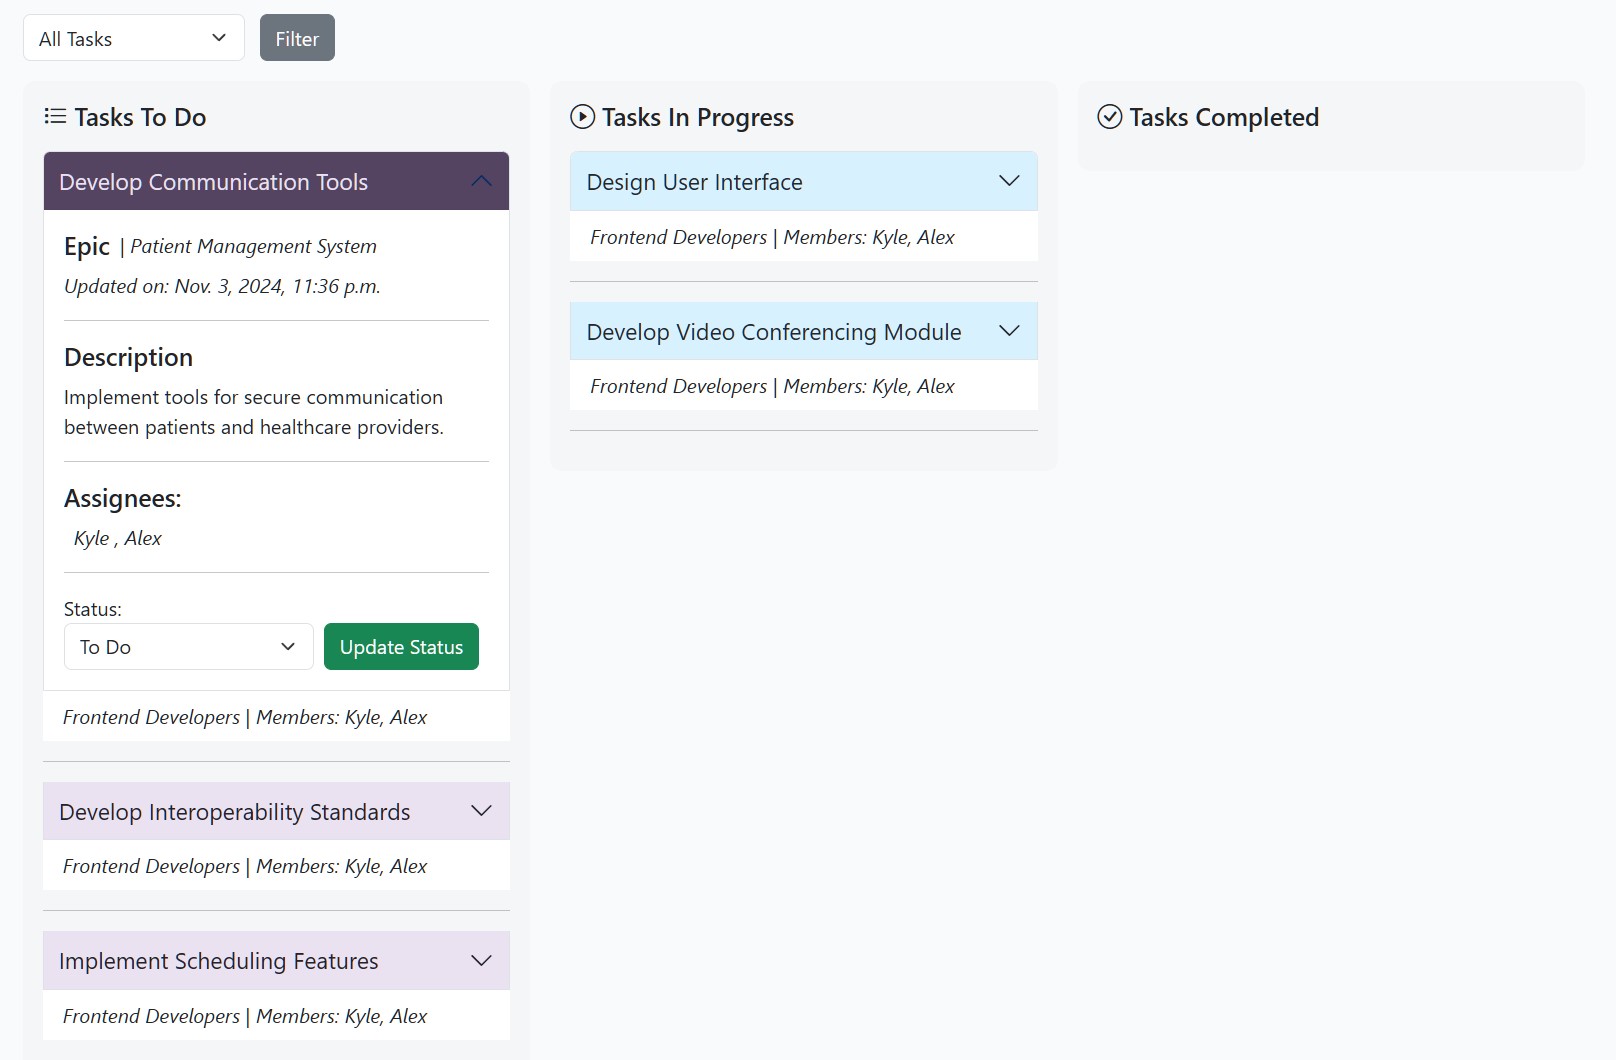 All Tasks
Filter
Tasks To Do
Develop Communication Tools
Epic | Patient Management System
Updated on: Nov. 3, 2024, 11:36 p.m.
Description
Implement tools for secure communication
between patients and healthcare providers.
Assignees:
Kyle , Alex
Status:
To Do
Update Status
Frontend Developers | Members: Kyle, Alex
Develop Interoperability Standards
Frontend Developers | Members: Kyle, Alex
Implement Scheduling Features
Frontend Developers | Members: Kyle, Alex
Tasks In Progress
Design User Interface
Frontend Developers | Members: Kyle, Alex
Develop Video Conferencing Module
Frontend Developers | Members: Kyle, Alex
Tasks Completed